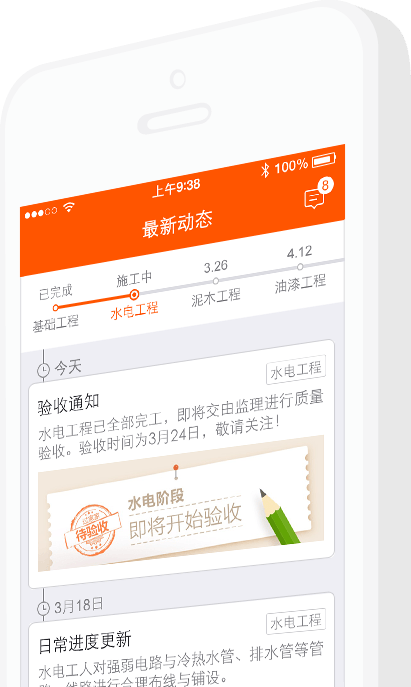 上午9:38
100%
最新动态
8
已完成
施工中
3.26
4.12
基础工程
水电工程
泥木工程
油漆工程
今天
验收通知
水电工程
水电工程已全部完工，即将交由监理进行质量
验收。验收时间为3月24日，敬请关注！
水电阶段
即将开始验收
待验收
3月18日
日常进度更新
水电工程
水电工人对强弱电路与冷热水管、排水管等管
路、线路进行合理布线与铺设。